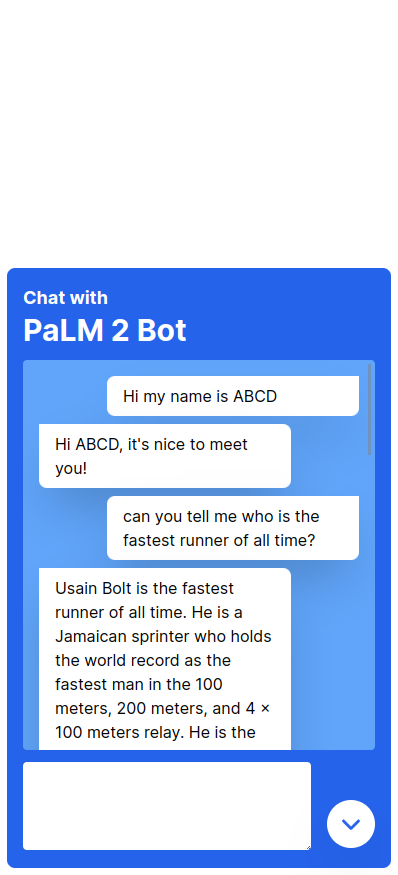 Chat with
PaLM 2 Bot
Hi my name is ABCD
Hi ABCD, it's nice to meet
you!
can you tell me who is the
fastest runner of all time?
Usain Bolt is the fastest
runner of all time. He is a
Jamaican sprinter who holds
the world record as the
fastest man in the 100
meters, 200 meters, and 4 ×
100 meters relay. He is the